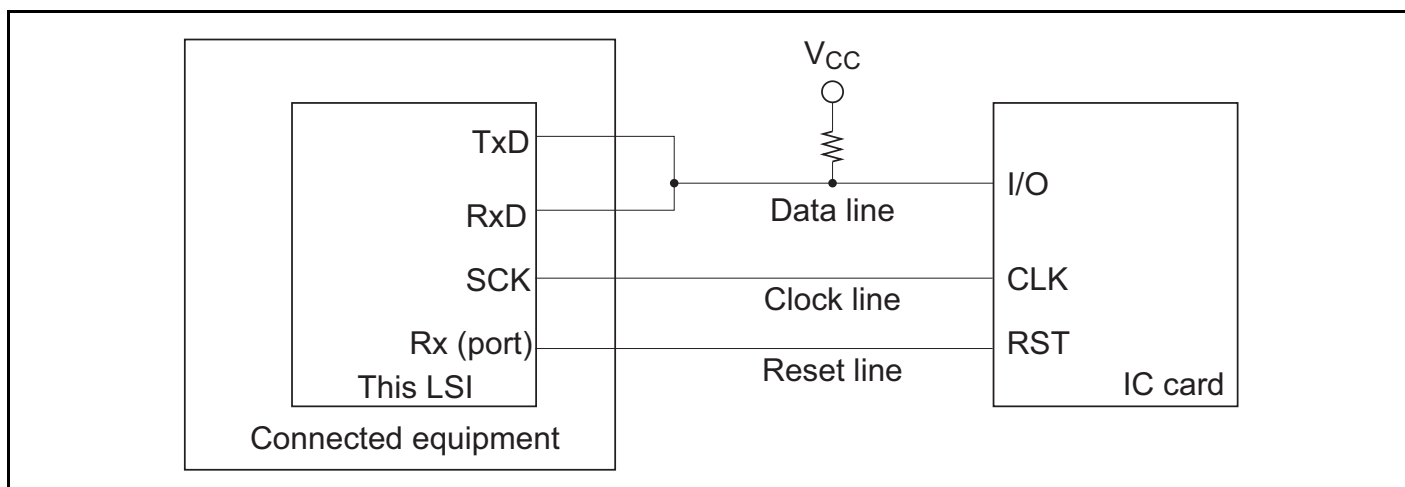 VCC
TxD
I/O
RxD
Data line
SCK
CLK
Clock line
Rx (port)
RST
Reset line
This LSI
IC card
Connected equipment